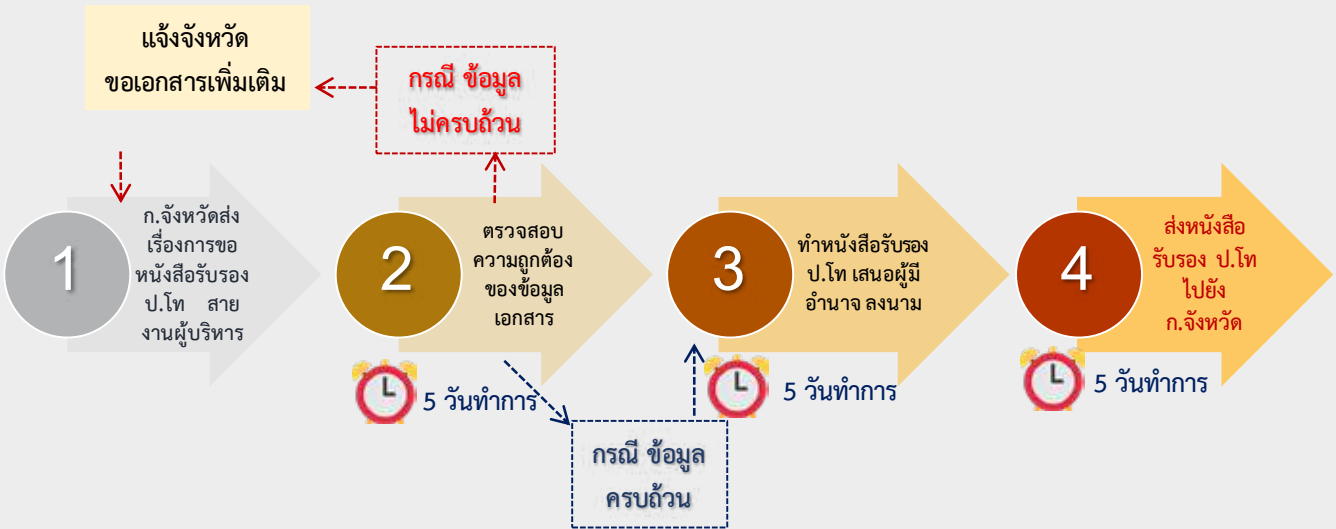 แจ้งจังหวัด
ขอเอกสารเพิ่มเติม
กรณี ข้อมูล
ไม่ครบถ้วน
1
ก.จังหวัดส่ง
เรื่องการขอ
หนังสือรับรอง
ป.โท สาย
งานผู้บริหาร
2
ตรวจสอบ
ความถูกต้อง
ของข้อมูล
เอกสาร
5 วันทำการ
กรณี ข้อมูล
ครบถ้วน
3
ทำหนังสือรับรอง
ป.โท เสนอผู้มี
อำนาจ ลงนาม
5 วันทำการ
4
ส่งหนังสือ
รับรอง ป.โท
ไปยัง
ก.จังหวัด
5 วันทำการ